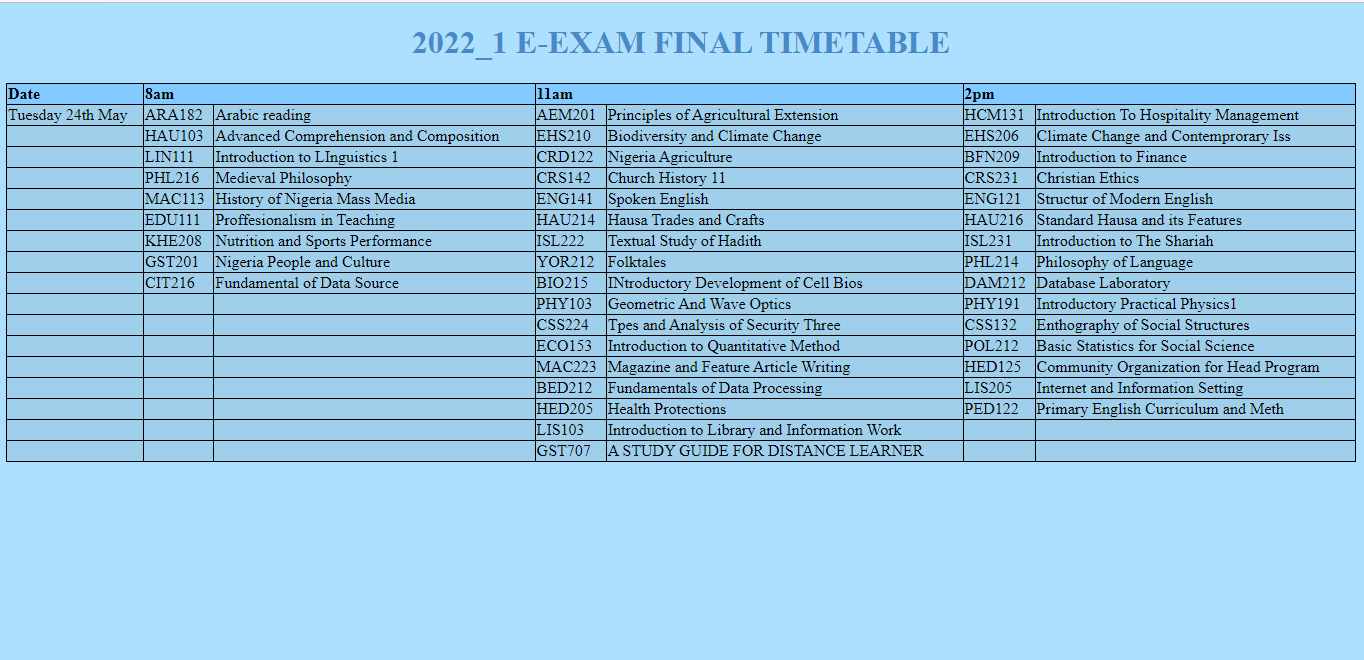 2022_1 E-EXAM FINAL TIMETABLE
Date 8am 11am 2pm
Tuesday 24th May ARA182 Arabic reading AEM201 Principles of Agricultural Extension HCM131 Introduction To Hospitality Management
HAU103 Advanced Comprehension and Composition EHS210 Biodiversity and Climate Change EHS206 Climate Change and Contemprorary Iss
LIN111 Introduction to LInguistics 1 CRD122 Nigeria Agriculture BFN209 Introduction to Finance
PHL216 Medieval Philosophy CRS142 Church History 11 CRS231 Christian Ethics
MAC113 History of Nigeria Mass Media ENG141 Spoken English ENG121 Structur of Modern English
EDU111 Proffesionalism in Teaching HAU214 Hausa Trades and Crafts HAU216 Standard Hausa and its Features
KHE208 Nutrition and Sports Performance ISL222 Textual Study of Hadith ISL231 Introduction to The Shariah
GST201 Nigeria People and Culture YOR212 Folktales PHL214 Philosophy of Language
CIT216 Fundamental of Data Source BIO215 INtroductory Development of Cell Bios DAM212 Database Laboratory
PHY103 Geometric And Wave Optics PHY191 Introductory Practical Physics1
CSS224 Tpes and Analysis of Security Three CSS132 Enthography of Social Structures
ECO153 Introduction to Quantitative Method POL212 Basic Statistics for Social Science
MAC223 Magazine and Feature Article Writing HED125 Community Organization for Head Program
BED212 Fundamentals of Data Processing LIS205 Internet and Information Setting
HED205 Health Protections PED122 Primary English Curriculum and Meth
LIS103 Introduction to Library and Information Work
GST707 A STUDY GUIDE FOR DISTANCE LEARNER